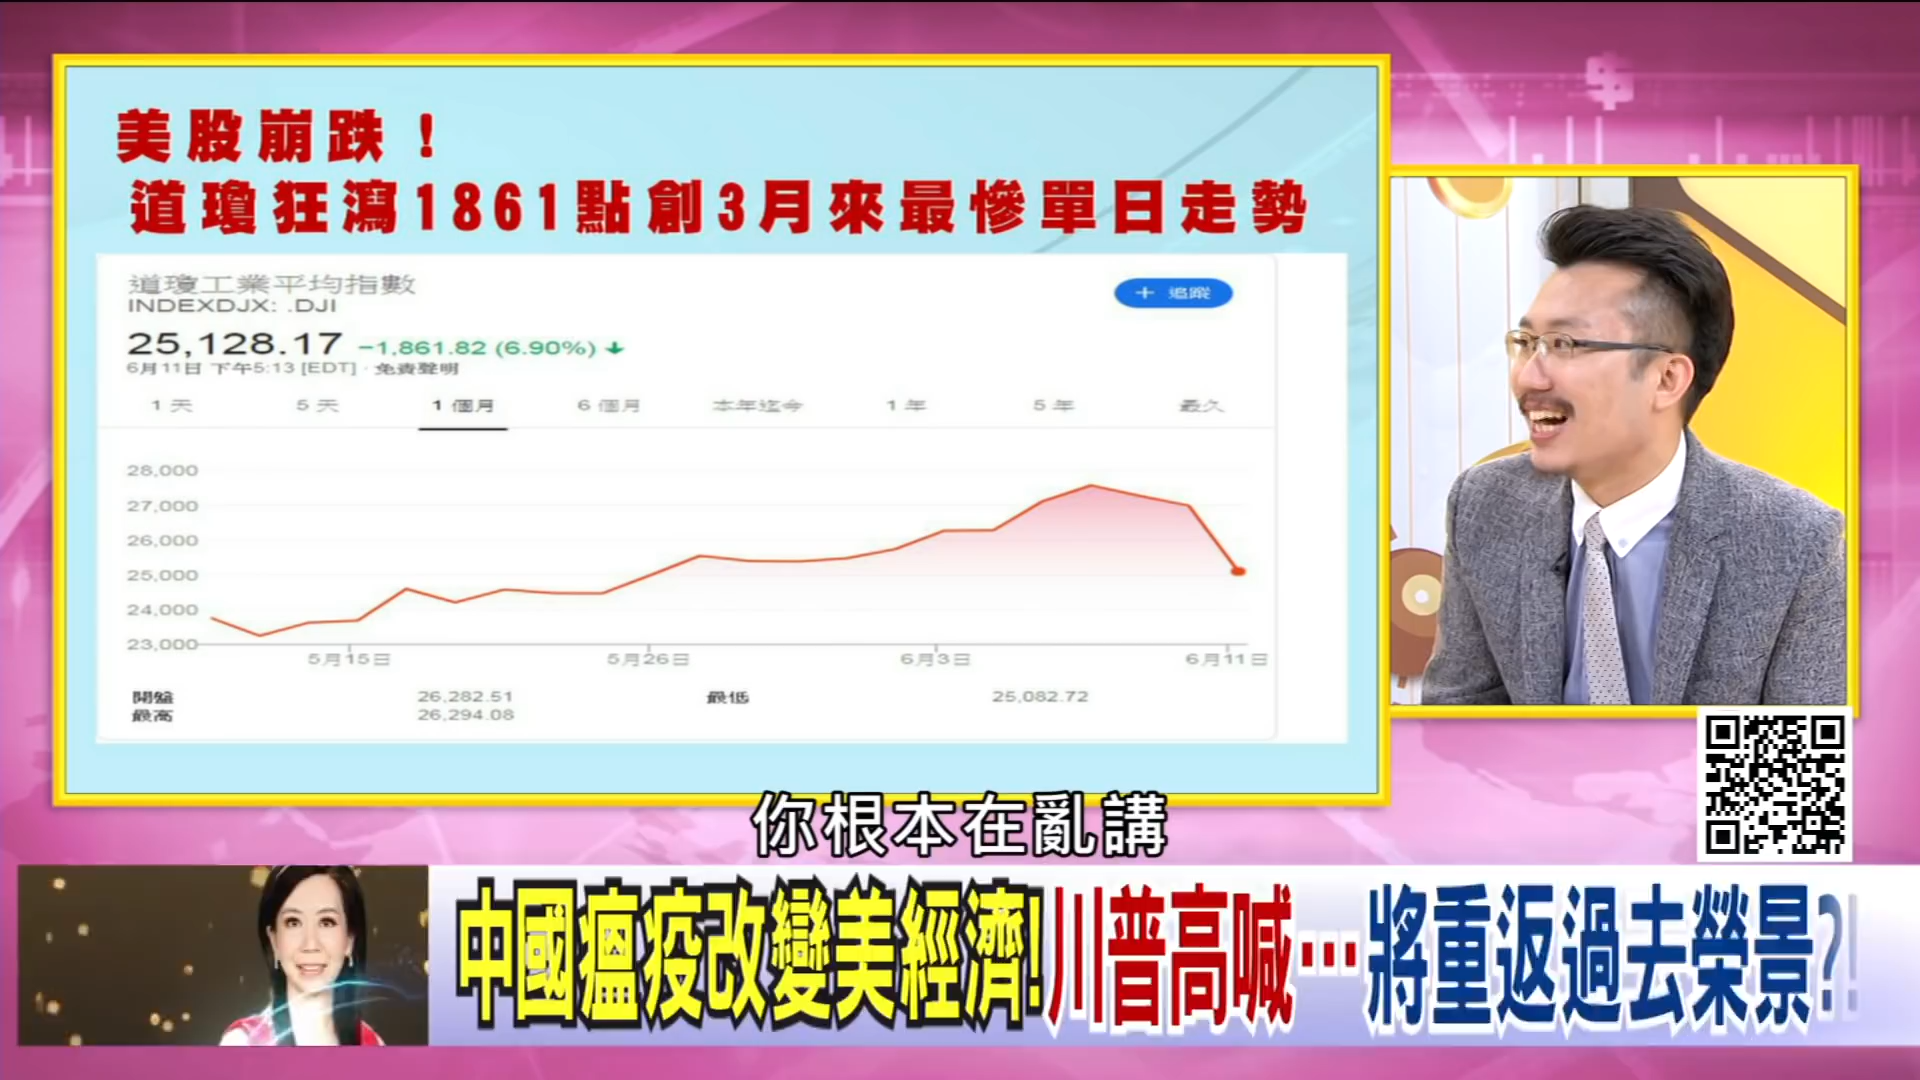 美股崩跌！
道瓊狂瀉1861點創3月來最慘單日走勢
道瓊工業平均指數
INDEXDJX: .DJI
+ 追蹤
25,128.17 −1,861.82 (6.90%) ↓
6月11日 下午5:13 [EDT] · 免責聲明
1 天 5 天 1 個月 6 個月 本年迄今 1 年 5 年 最久
28,000
27,000
26,000
25,000
24,000
23,000
5月15日 5月26日 6月3日 6月11日
開盤 26,282.51 最低 25,082.72
最高 26,294.08
你根本在亂講
中國瘟疫改變美經濟!川普高喊…將重返過去榮景?!